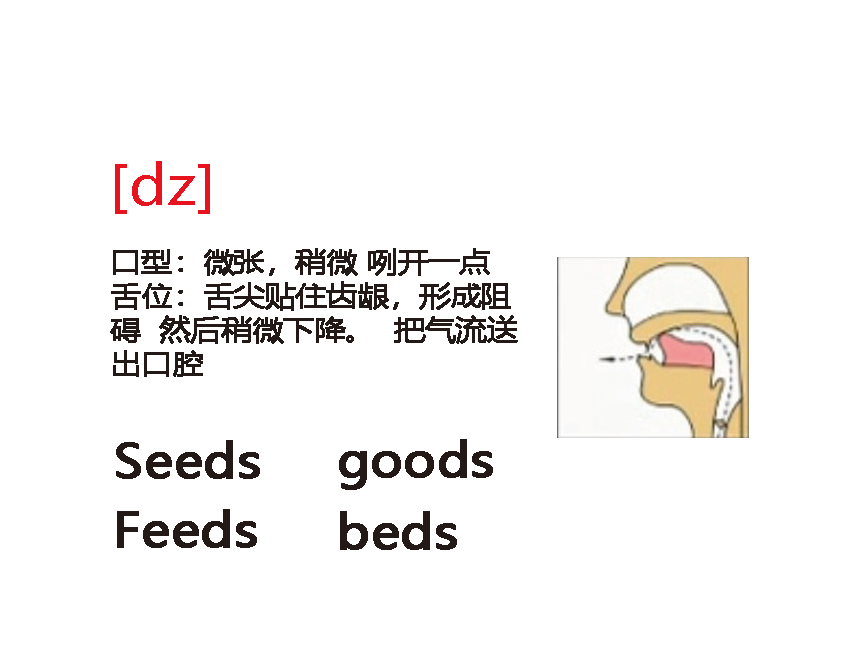 [dz]
口型：微张，稍微 咧开一点
舌位：舌尖贴住齿龈，形成阻
碍 然后稍微下降。 把气流送
出口腔
Seeds goods
Feeds beds